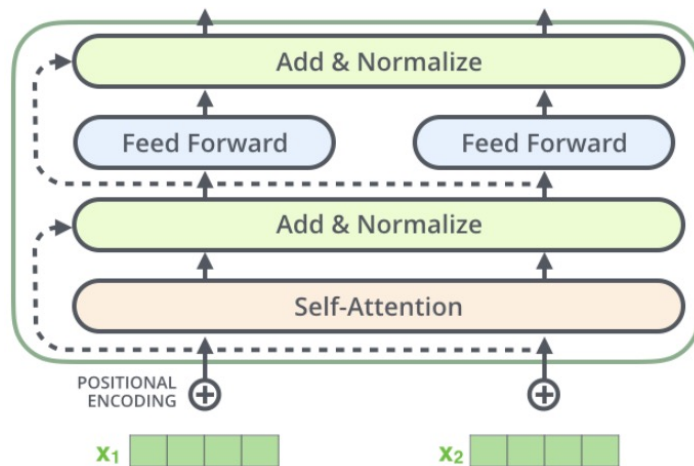 Add & Normalize
Feed Forward
Feed Forward
Add & Normalize
Self-Attention
POSITIONAL
ENCODING
x1
x2